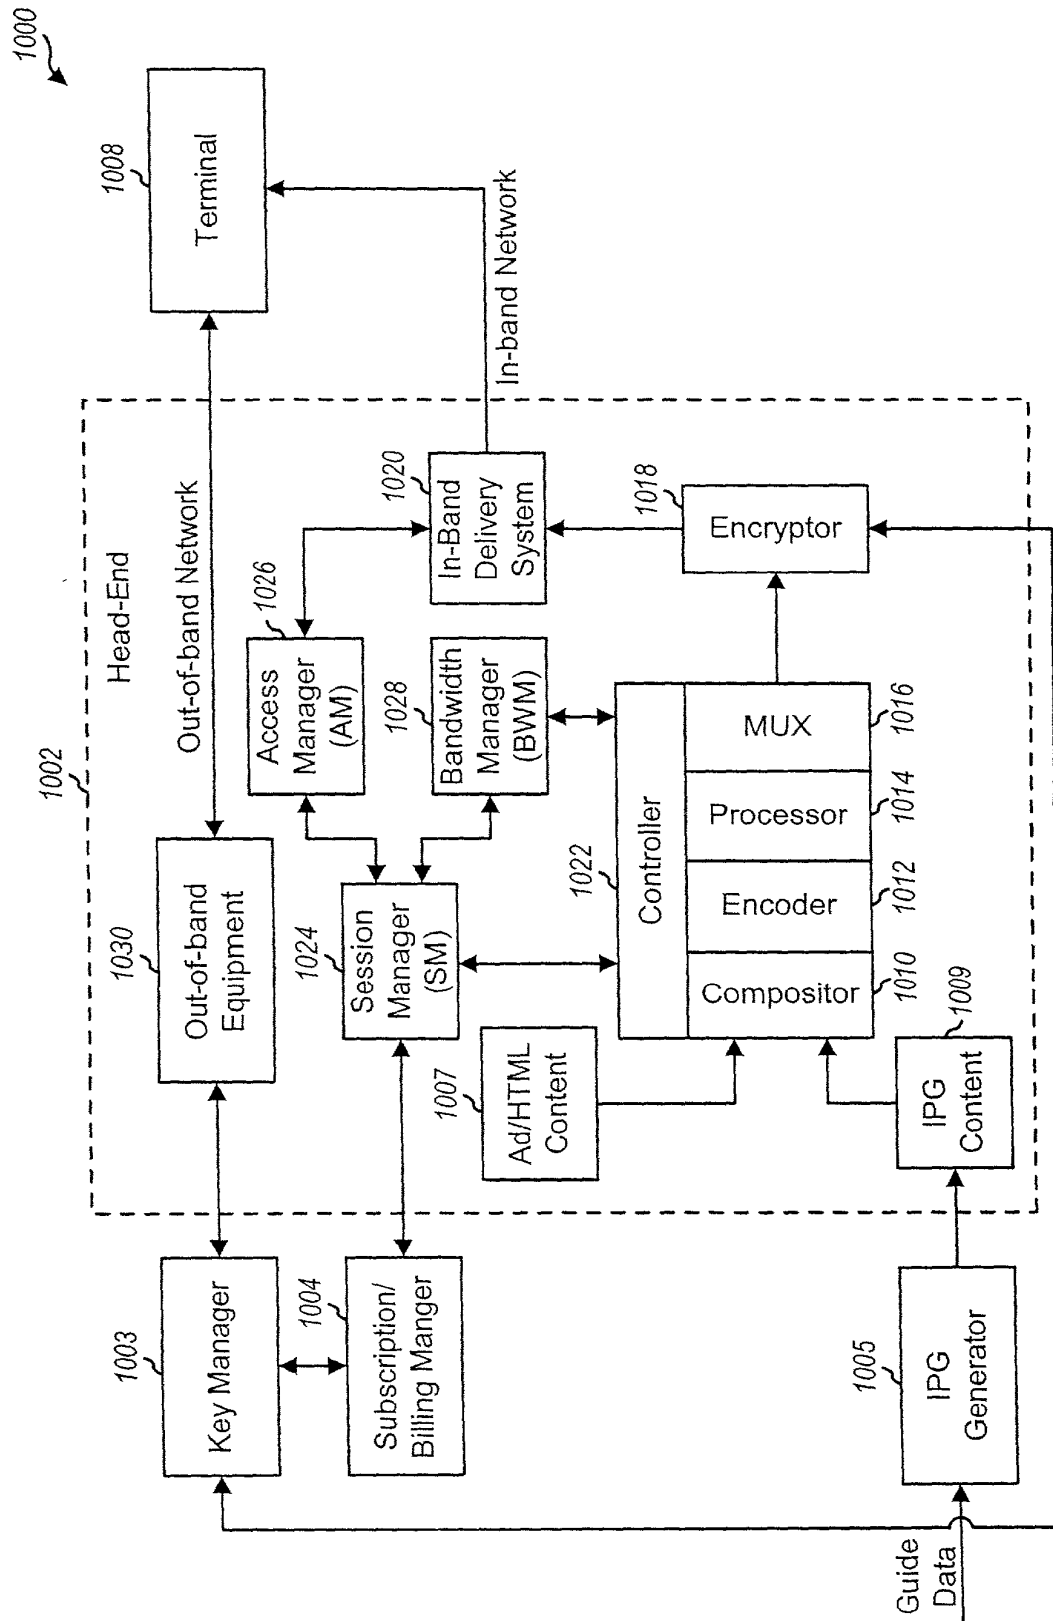 1000
1002
Head-End
1008
Terminal
Out-of-band Network
In-band Network
1030
Out-of-band
Equipment
1003
Key Manager
1004
Subscription/
Billing Manger
1024
Session
Manager
(SM)
1026
Access
Manager
(AM)
1028
Bandwidth
Manager
(BWM)
1020
In-Band
Delivery
System
1018
Encryptor
1007
Ad/HTML
Content
1022
Controller
Compositor
Encoder
Processor
MUX
1010
1012
1014
1016
1009
IPG
Content
1005
IPG
Generator
Guide
Data